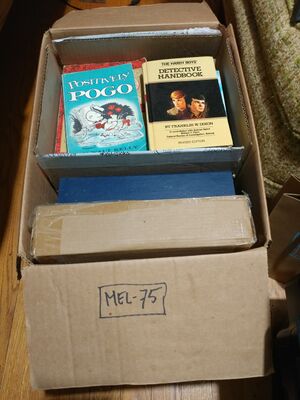 POSITIVELY
POGO
THE HARDY BOYS
DETECTIVE
HANDBOOK
BY FRANKLIN W. DIXON
REVISED EDITION
MEL-75